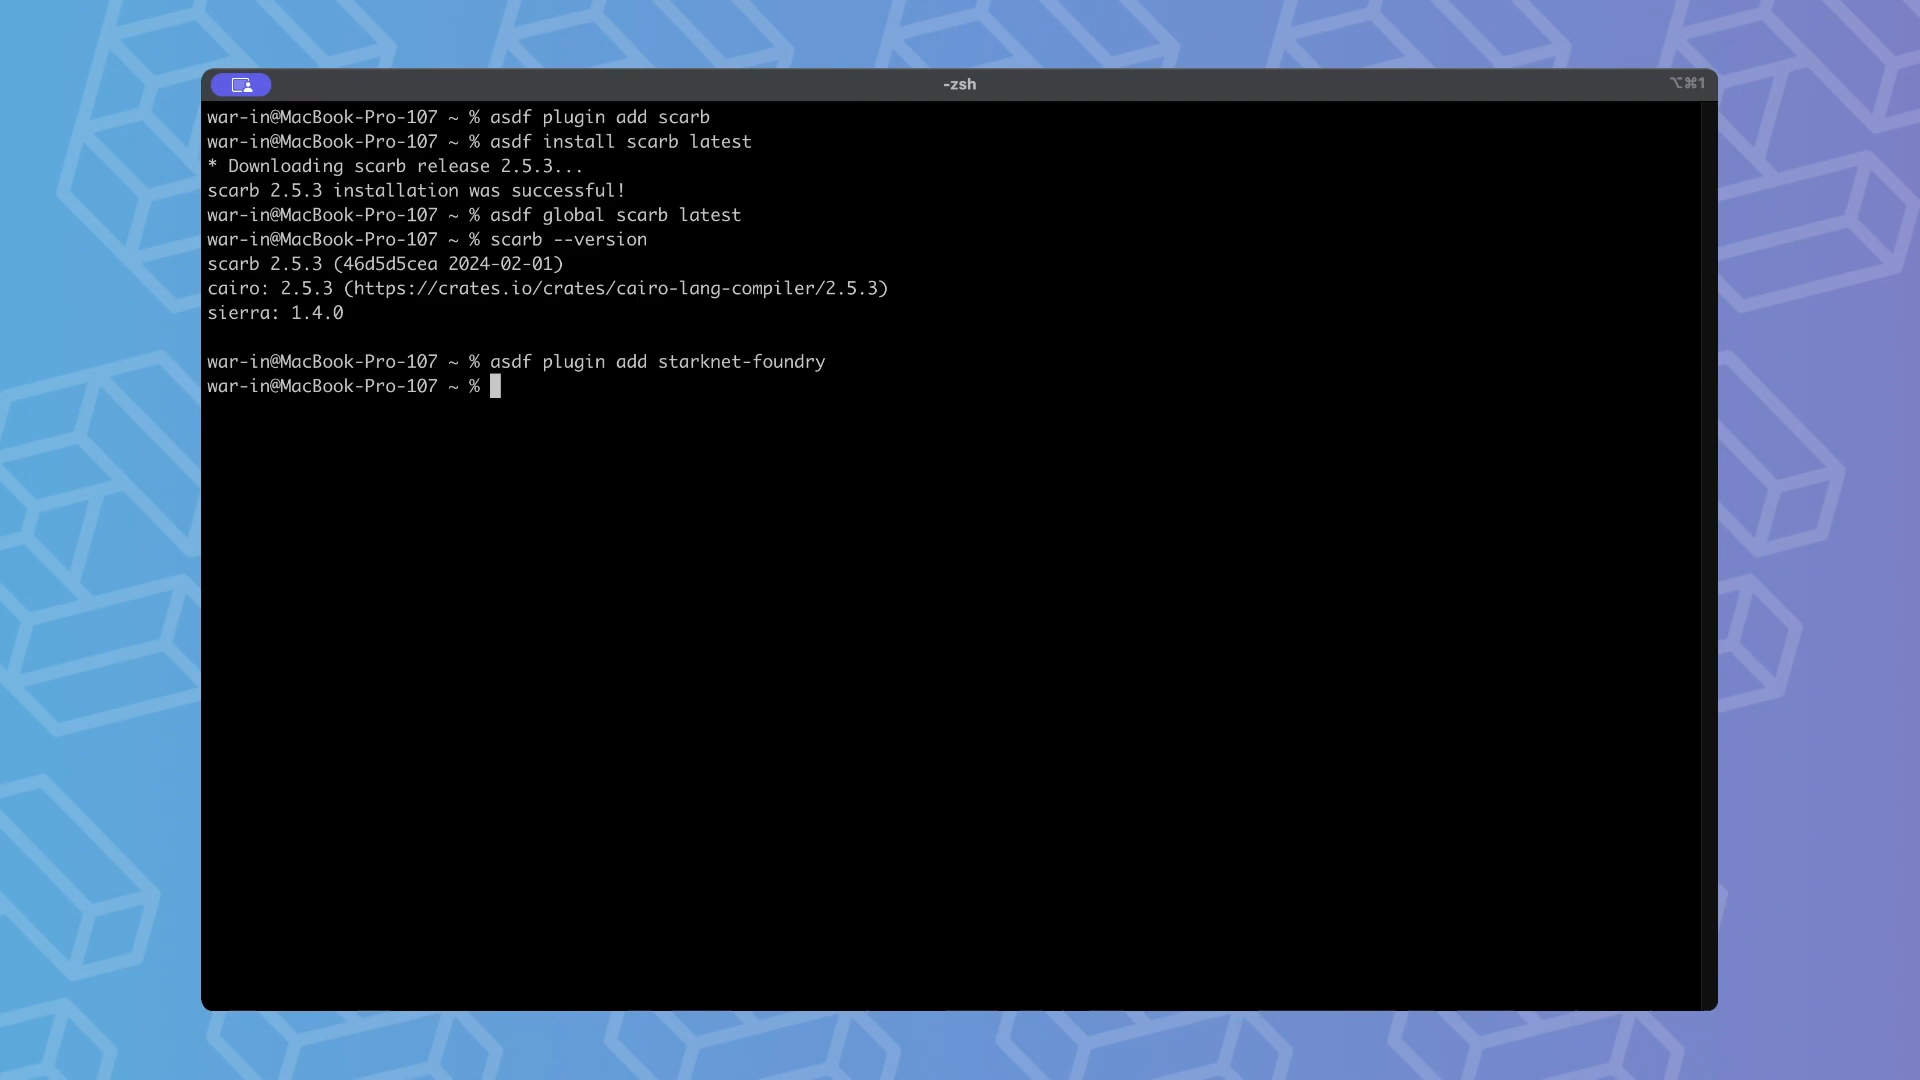 -zsh
⌥⌘1
war-in@MacBook-Pro-107 ~ % asdf plugin add scarb
war-in@MacBook-Pro-107 ~ % asdf install scarb latest
* Downloading scarb release 2.5.3...
scarb 2.5.3 installation was successful!
war-in@MacBook-Pro-107 ~ % asdf global scarb latest
war-in@MacBook-Pro-107 ~ % scarb --version
scarb 2.5.3 (46d5d5cea 2024-02-01)
cairo: 2.5.3 (https://crates.io/crates/cairo-lang-compiler/2.5.3)
sierra: 1.4.0
war-in@MacBook-Pro-107 ~ % asdf plugin add starknet-foundry
war-in@MacBook-Pro-107 ~ %